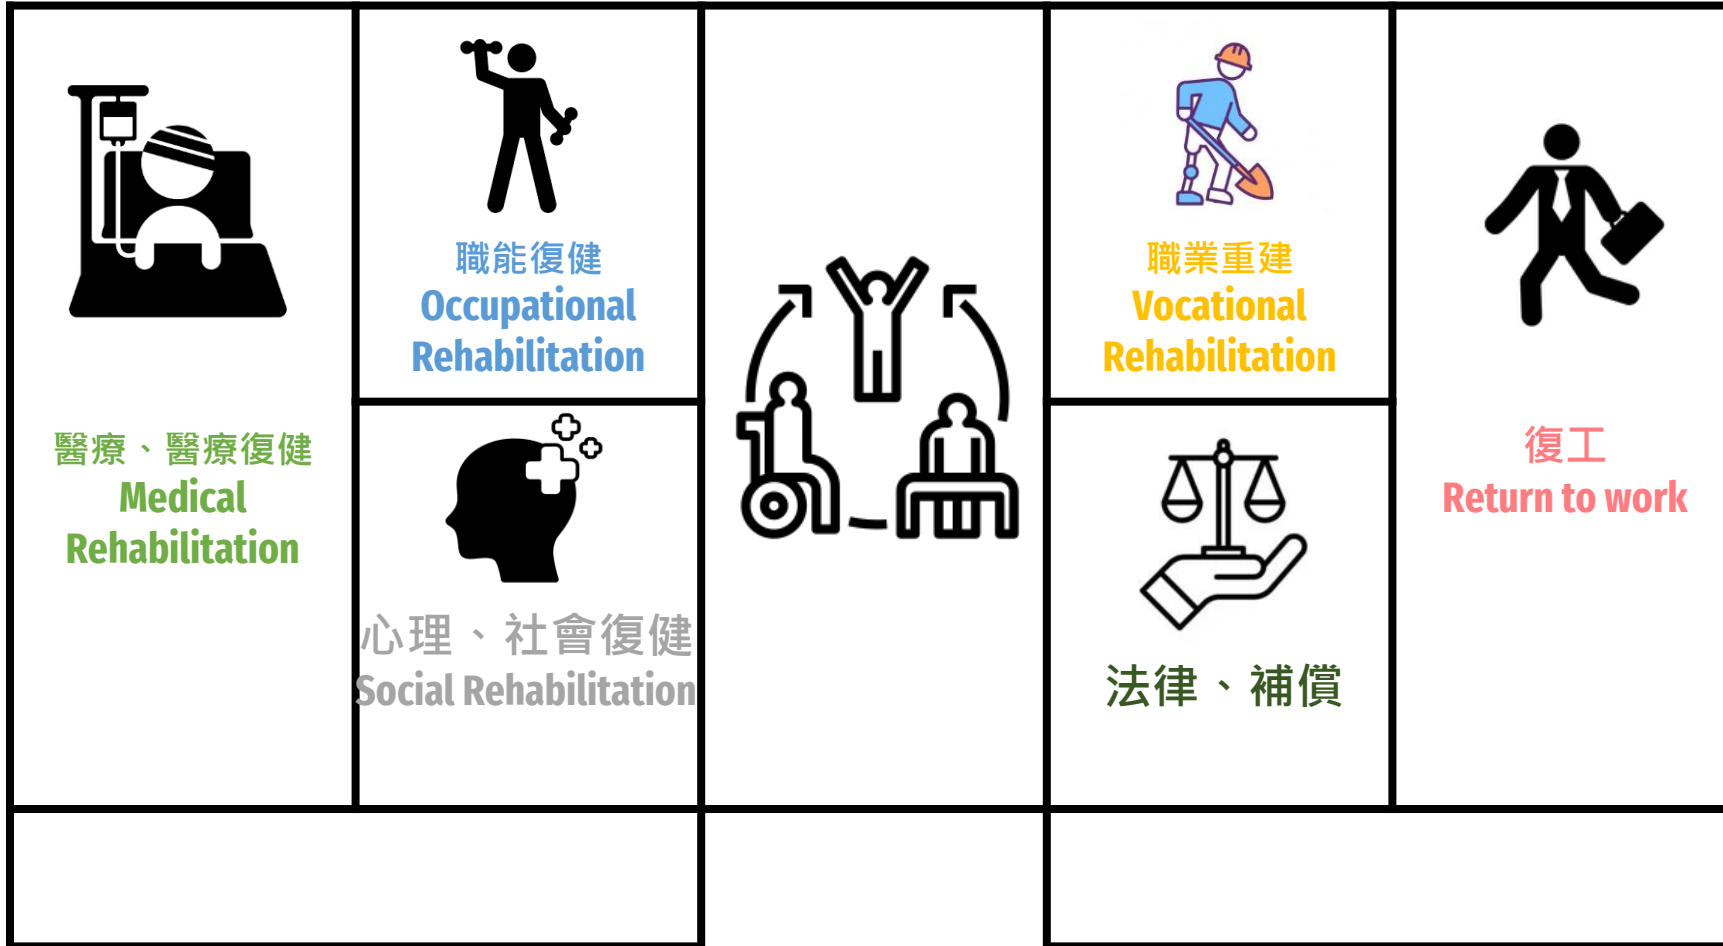 醫療、醫療復健
Medical
Rehabilitation
職能復健
Occupational
Rehabilitation
心理、社會復健
Social Rehabilitation
職業重建
Vocational
Rehabilitation
法律、補償
復工
Return to work